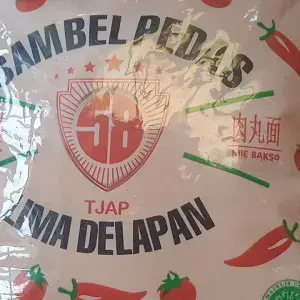 SAMBEL PEDAS
58
肉丸面
MIE BAKSO
TJAP
LIMA DELAPAN